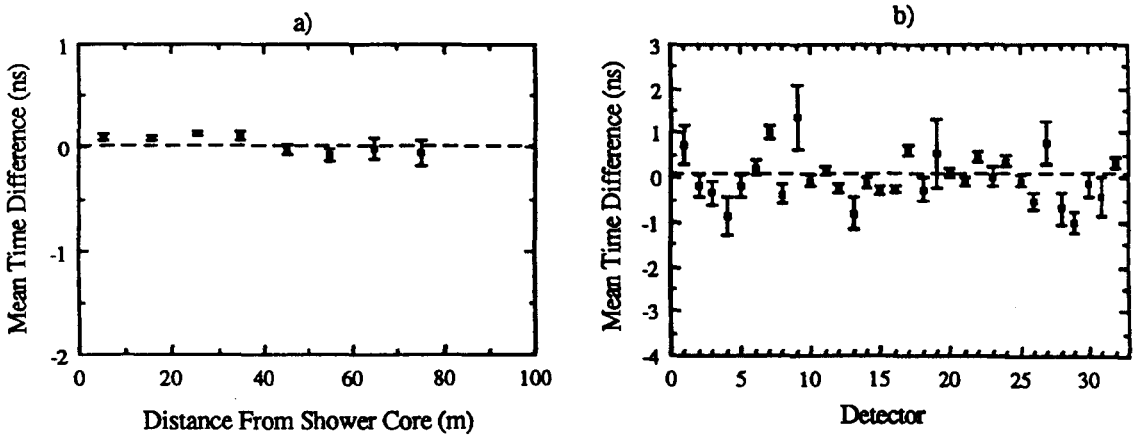 a)
Mean Time Difference (ns)
1
0
-1
-2
0 20 40 60 80 100
Distance From Shower Core (m)
b)
Mean Time Difference (ns)
3
2
1
0
-1
-2
-3
-4
0 5 10 15 20 25 30
Detector